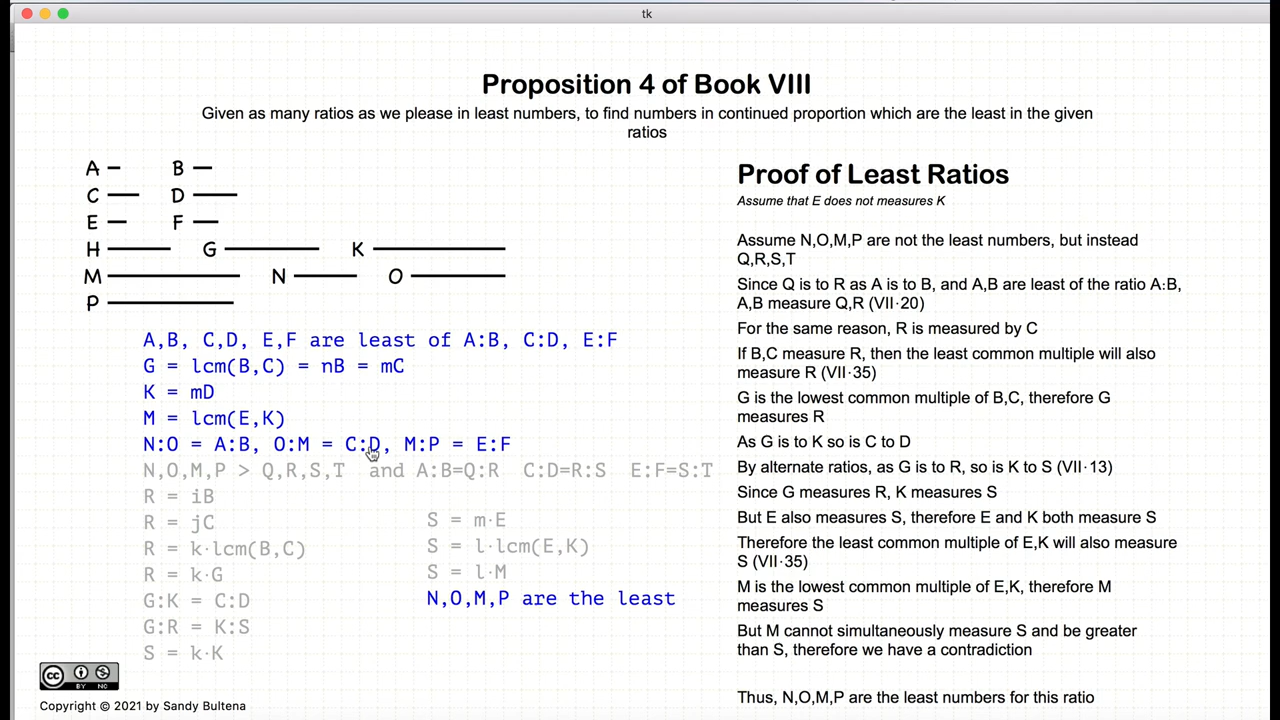 tk
Proposition 4 of Book VIII
Given as many ratios as we please in least numbers, to find numbers in continued proportion which are the least in the given
ratios
A B
C D
E F
H G K
M N O
P
A,B, C,D, E,F are least of A:B, C:D, E:F
G = lcm(B,C) = nB = mC
K = mD
M = lcm(E,K)
N:O = A:B, O:M = C:D, M:P = E:F
N,O,M,P > Q,R,S,T and A:B=Q:R C:D=R:S E:F=S:T
R = iB
R = jC
R = k·lcm(B,C)
R = k·G
G:K = C:D
G:R = K:S
S = k·K
S = m·E
S = l·lcm(E,K)
S = l·M
N,O,M,P are the least
Proof of Least Ratios
Assume that E does not measures K
Assume N,O,M,P are not the least numbers, but instead
Q,R,S,T
Since Q is to R as A is to B, and A,B are least of the ratio A:B,
A,B measure Q,R (VII·20)
For the same reason, R is measured by C
If B,C measure R, then the least common multiple will also
measure R (VII·35)
G is the lowest common multiple of B,C, therefore G
measures R
As G is to K so is C to D
By alternate ratios, as G is to R, so is K to S (VII·13)
Since G measures R, K measures S
But E also measures S, therefore E and K both measure S
Therefore the least common multiple of E,K will also measure
S (VII·35)
M is the lowest common multiple of E,K, therefore M
measures S
But M cannot simultaneously measure S and be greater
than S, therefore we have a contradiction
Thus, N,O,M,P are the least numbers for this ratio
cc
BY NC
Copyright © 2021 by Sandy Bultena